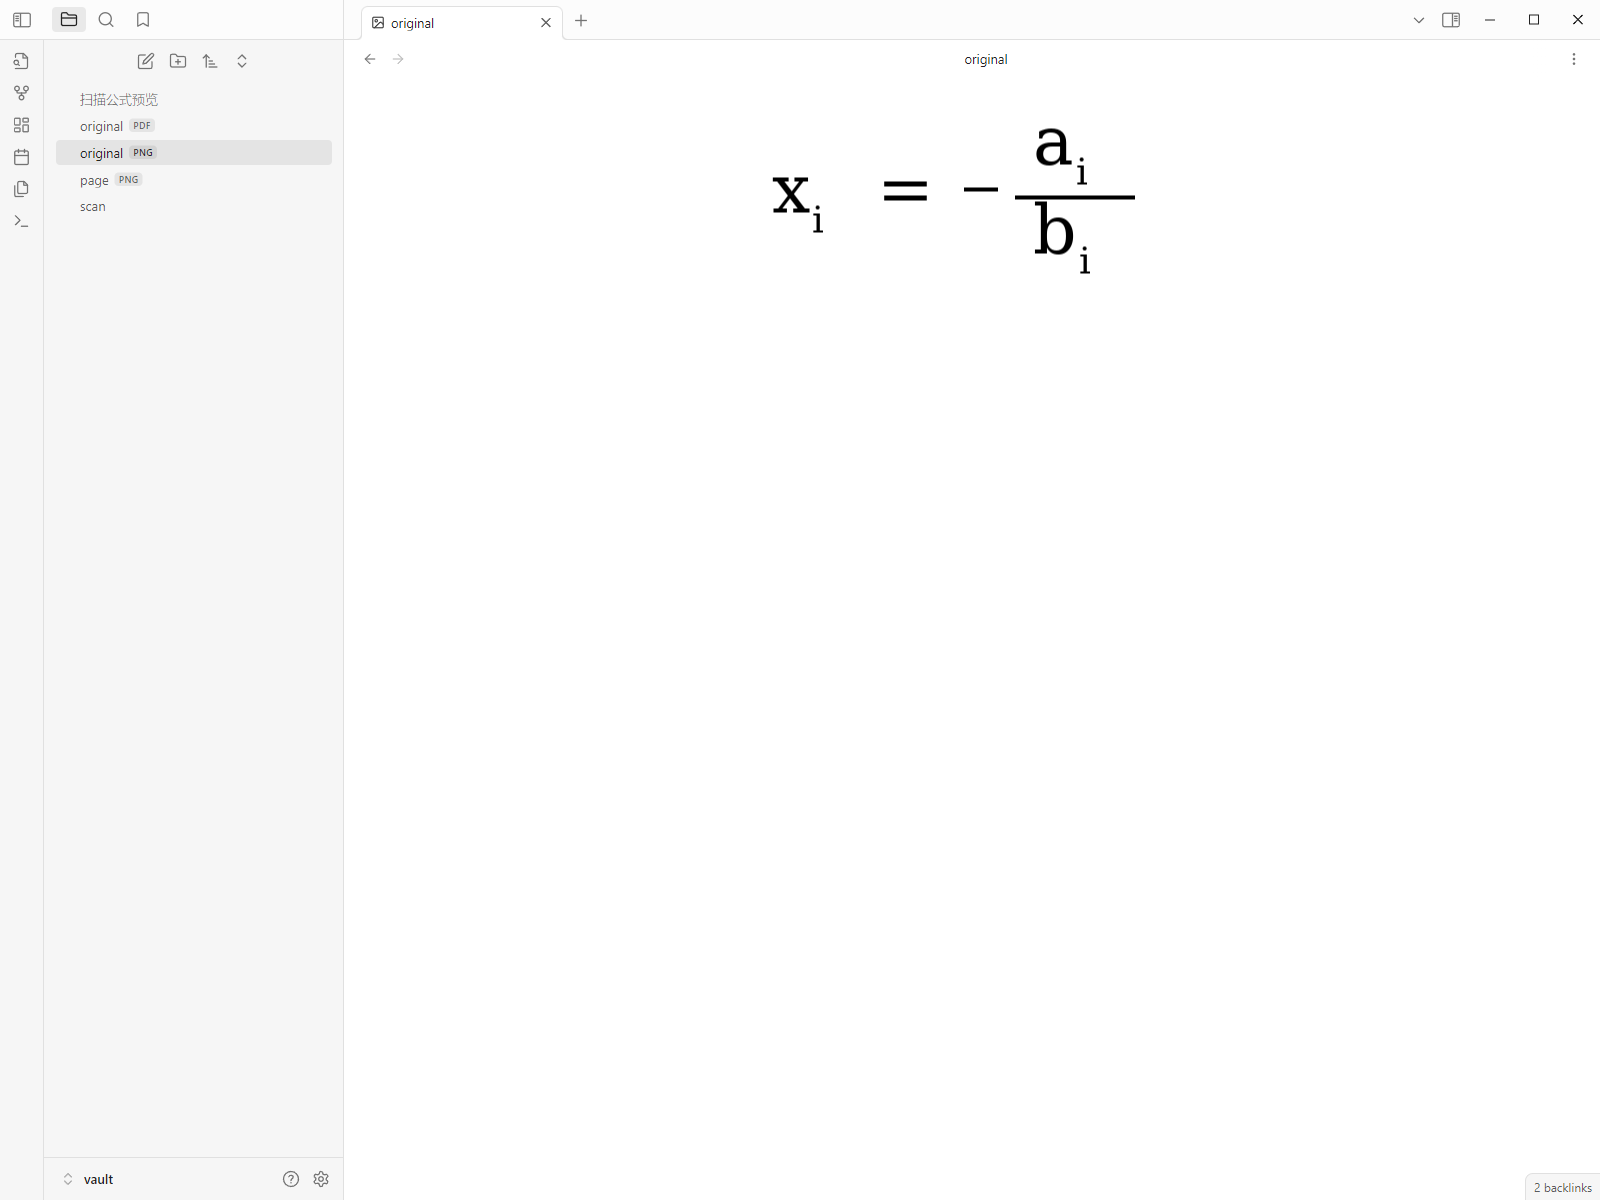 original
original
扫描公式预览
original PDF
original PNG
page PNG
scan
x_i = −a_i/b_i
vault
2 backlinks